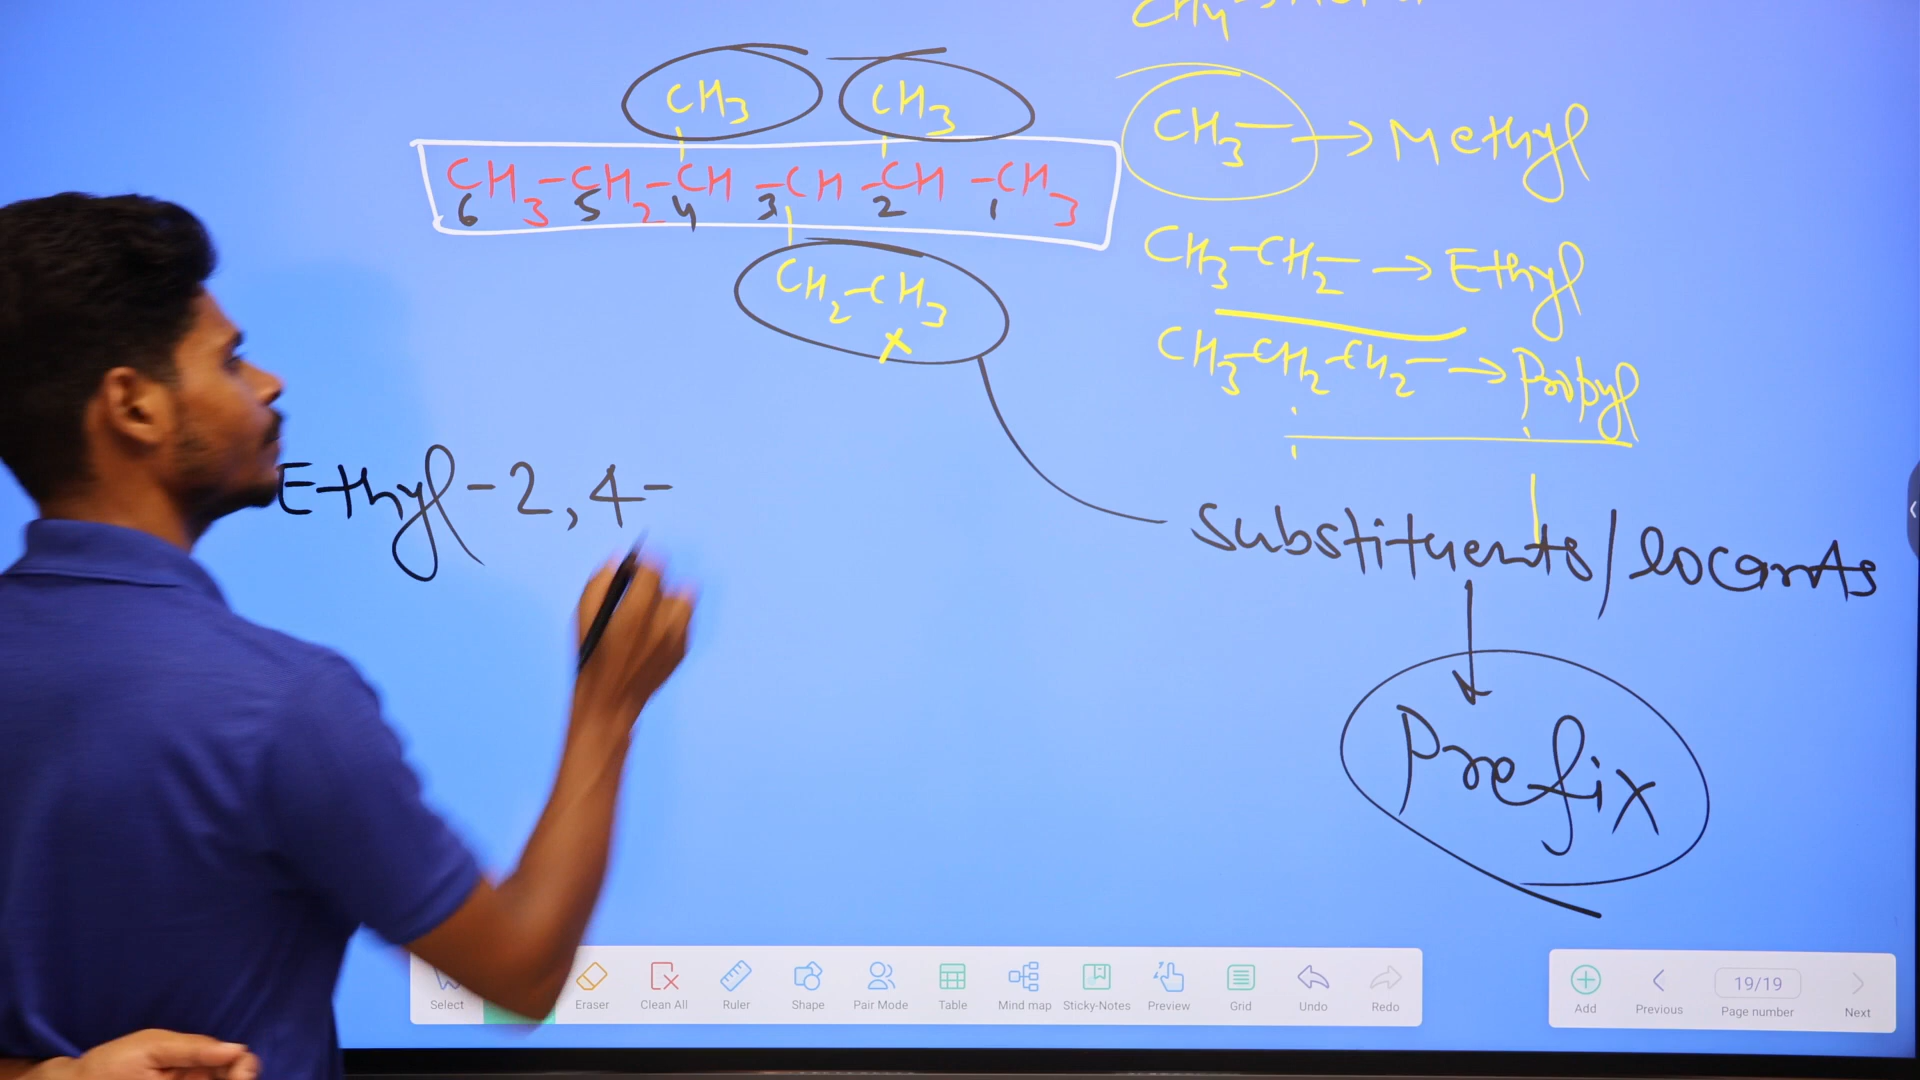 CH3 CH3
CH3-CH2-CH-CH-CH-CH3
6 5 4 3 2 1
CH2-CH3
x
CH3- → Methyl
CH3-CH2- → Ethyl
CH3-CH2-CH2- → Propyl
Ethyl-2,4-
Substituents/locants
Prefix
Select
Eraser
Clean All
Ruler
Shape
Pair Mode
Table
Mind map
Sticky-Notes
Preview
Grid
Undo
Redo
Add
Previous
19/19
Page number
Next